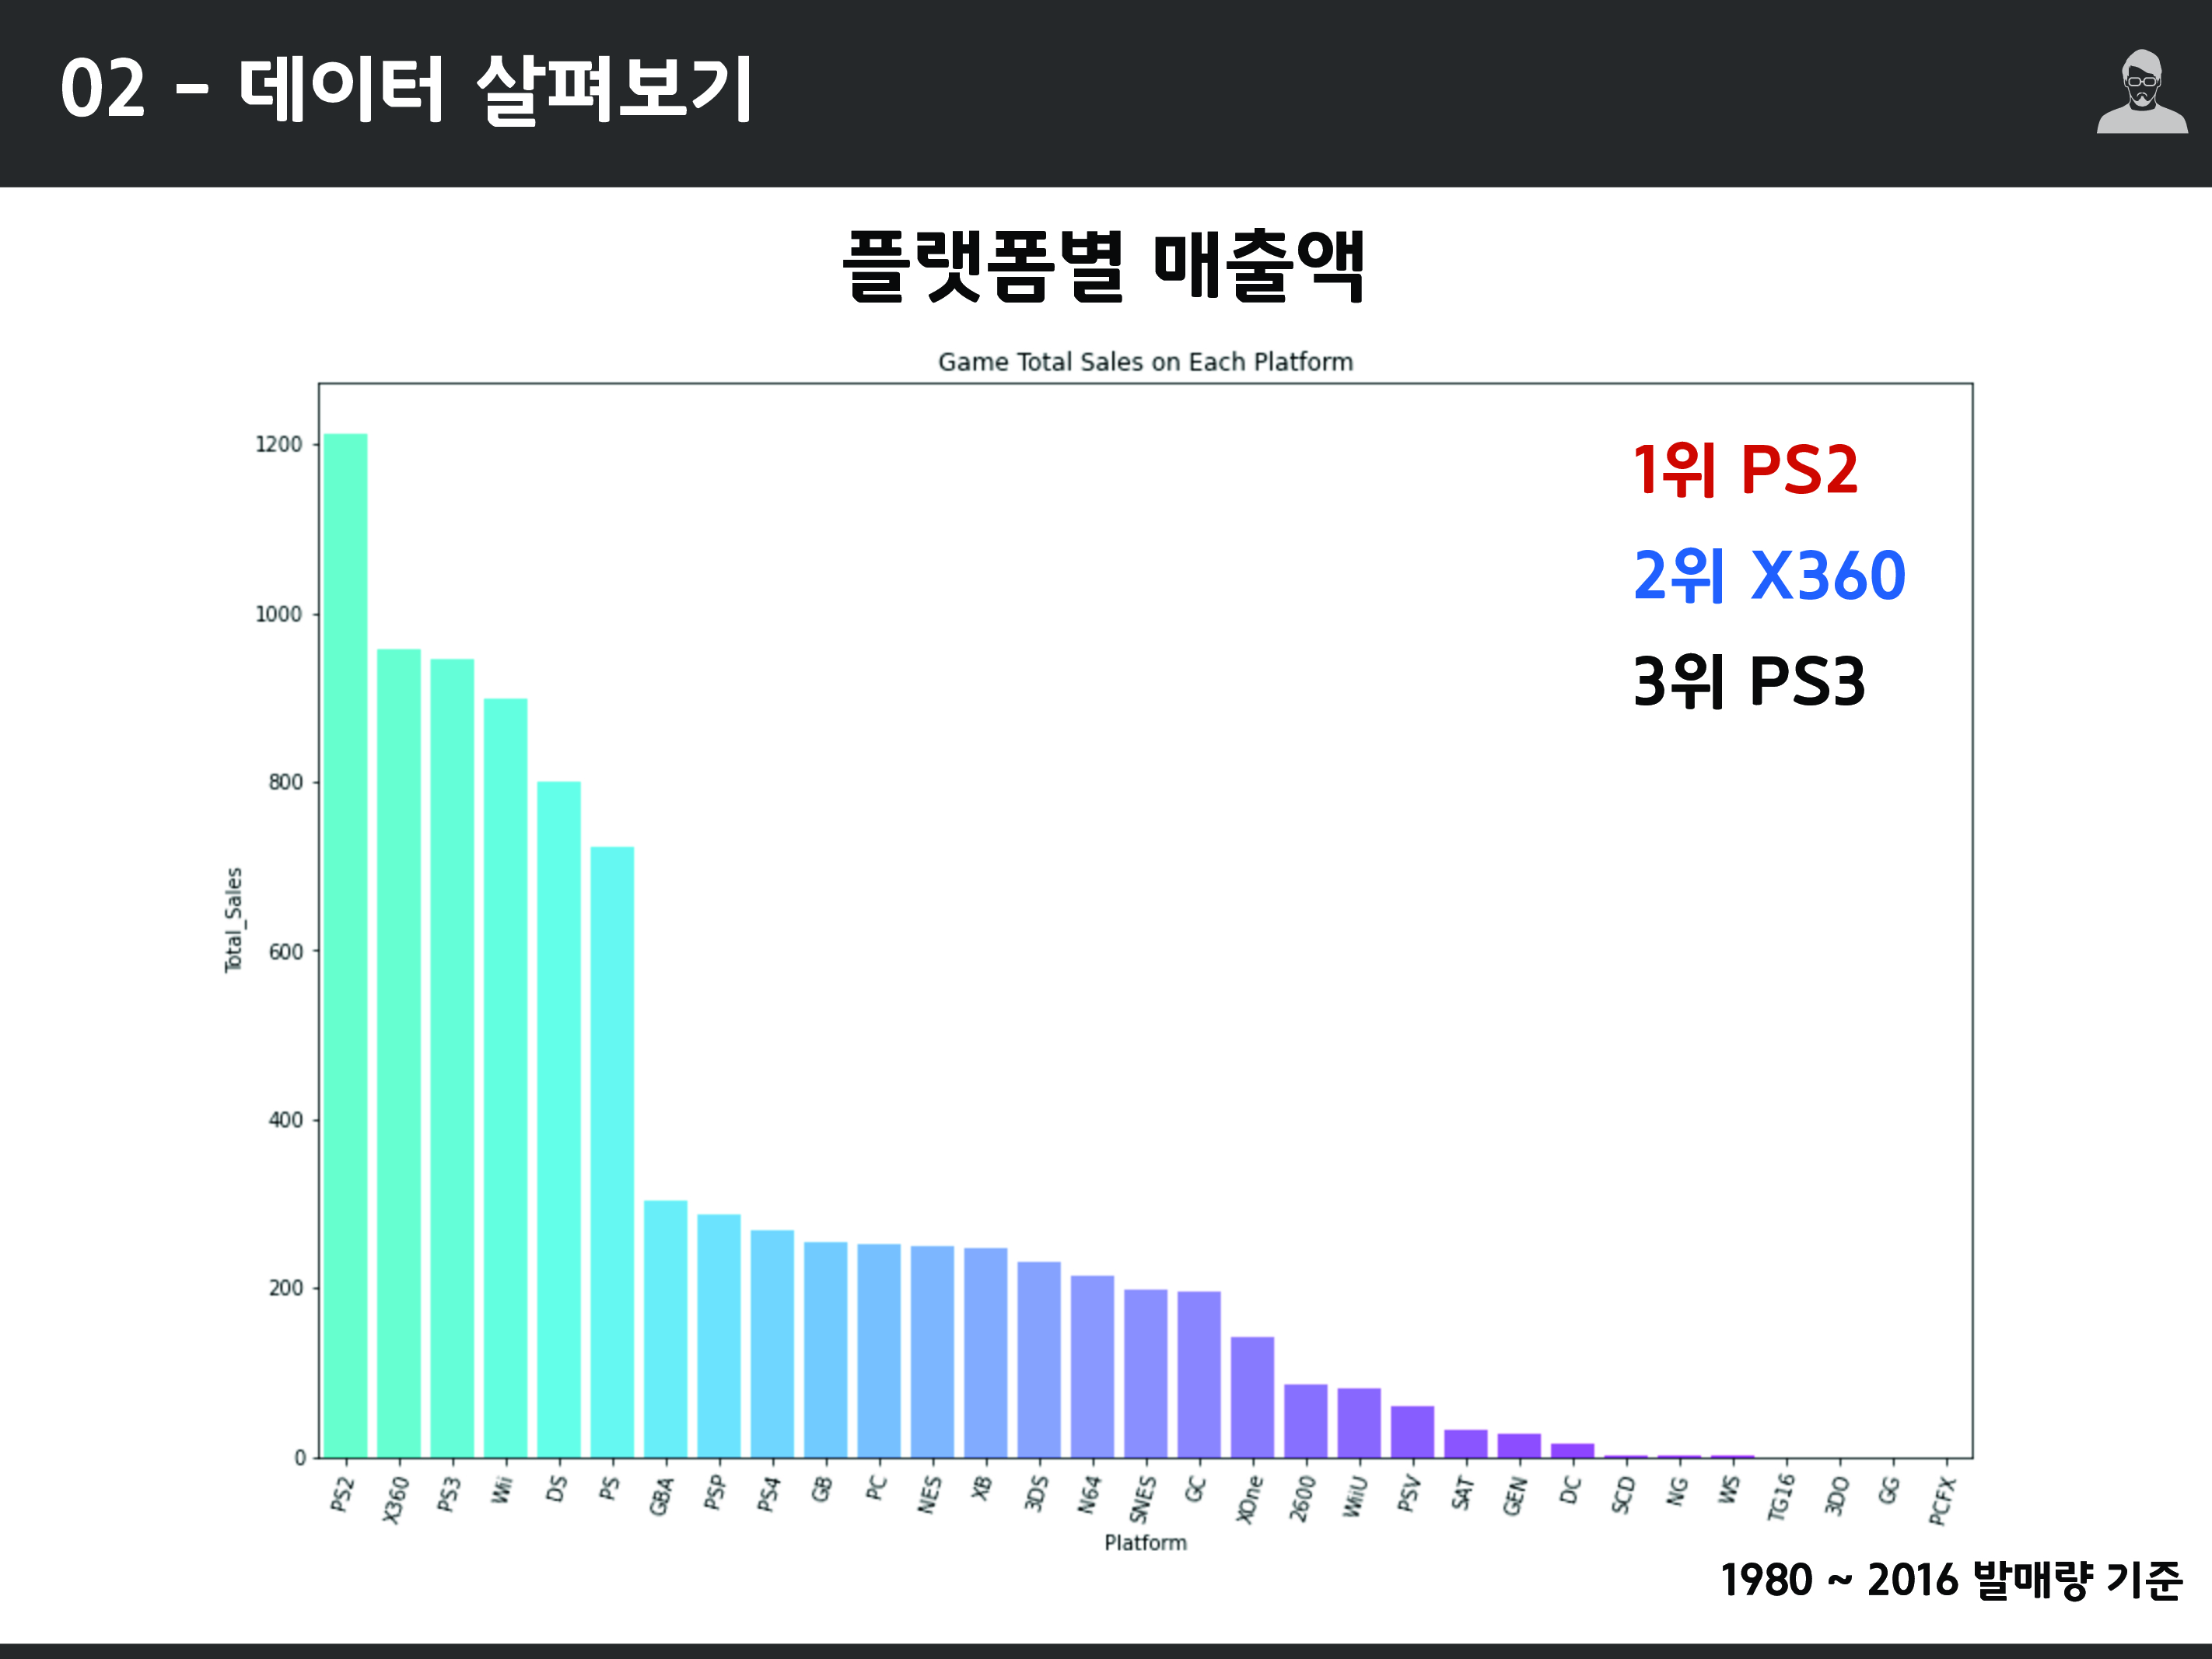 02 - 데이터 살펴보기
플랫폼별 매출액
Game Total Sales on Each Platform
1위 PS2
2위 X360
3위 PS3
Total_Sales
1200
1000
800
600
400
200
0
PS2 X360 PS3 Wii DS PS GBA PSP PS4 GB PC NES XB 3DS N64 SNES GC XOne 2600 WiiU PSV SAT GEN DC SCD NG WS TG16 3DO GG PCFX
Platform
1980 ~ 2016 발매량 기준